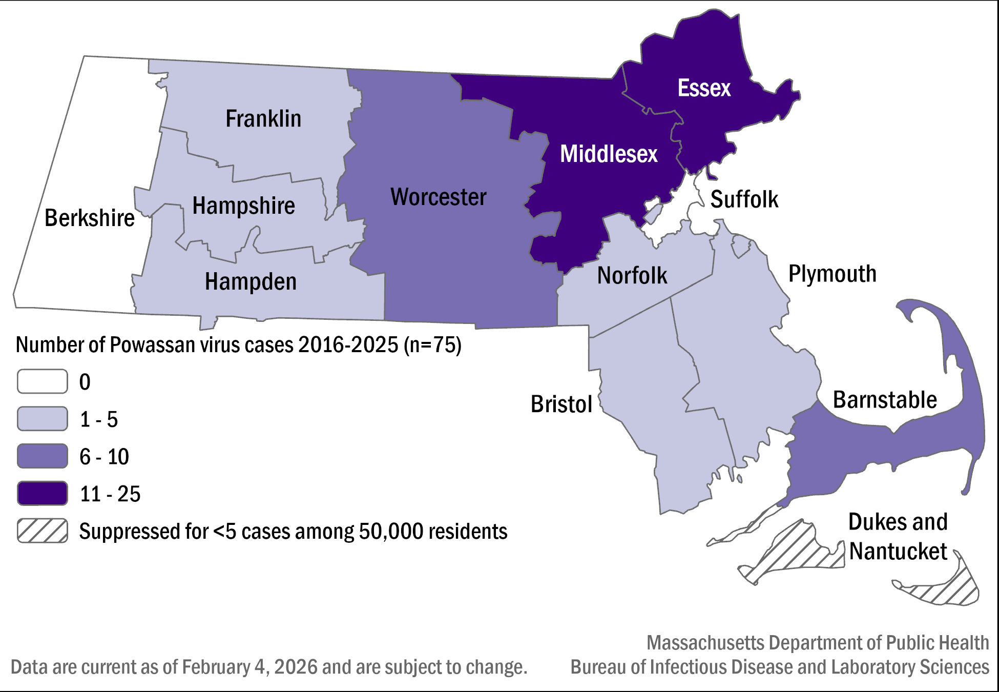 Essex
Franklin
Middlesex
Worcester
Suffolk
Hampshire
Berkshire
Norfolk
Plymouth
Hampden
Number of Powassan virus cases 2016-2025 (n=75)
0
1 - 5
6 - 10
11 - 25
Suppressed for <5 cases among 50,000 residents
Bristol
Barnstable
Dukes and
Nantucket
Massachusetts Department of Public Health
Data are current as of February 4, 2026 and are subject to change.
Bureau of Infectious Disease and Laboratory Sciences